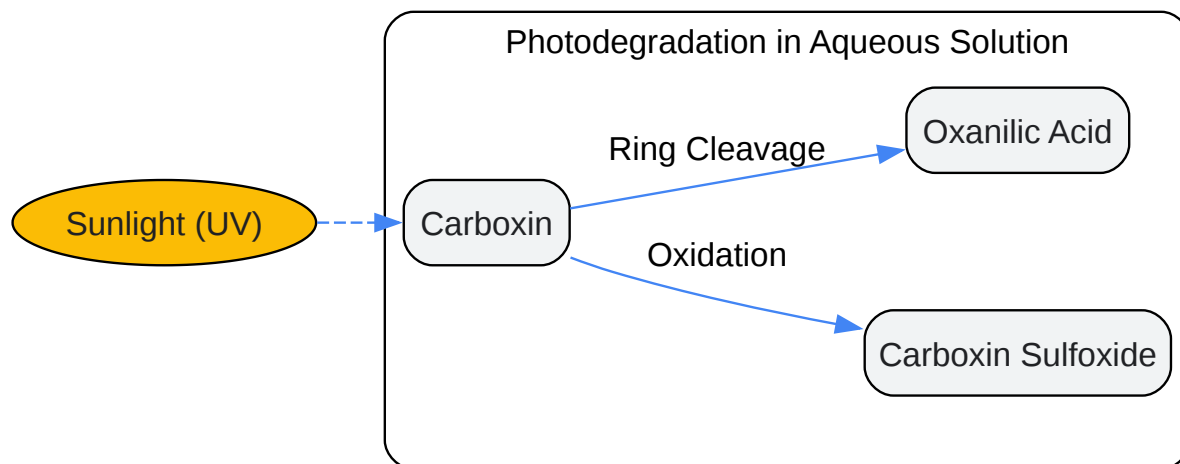 Photodegradation in Aqueous Solution
Oxanilic Acid
Ring Cleavage
Sunlight (UV)
Carboxin
Oxidation
Carboxin Sulfoxide